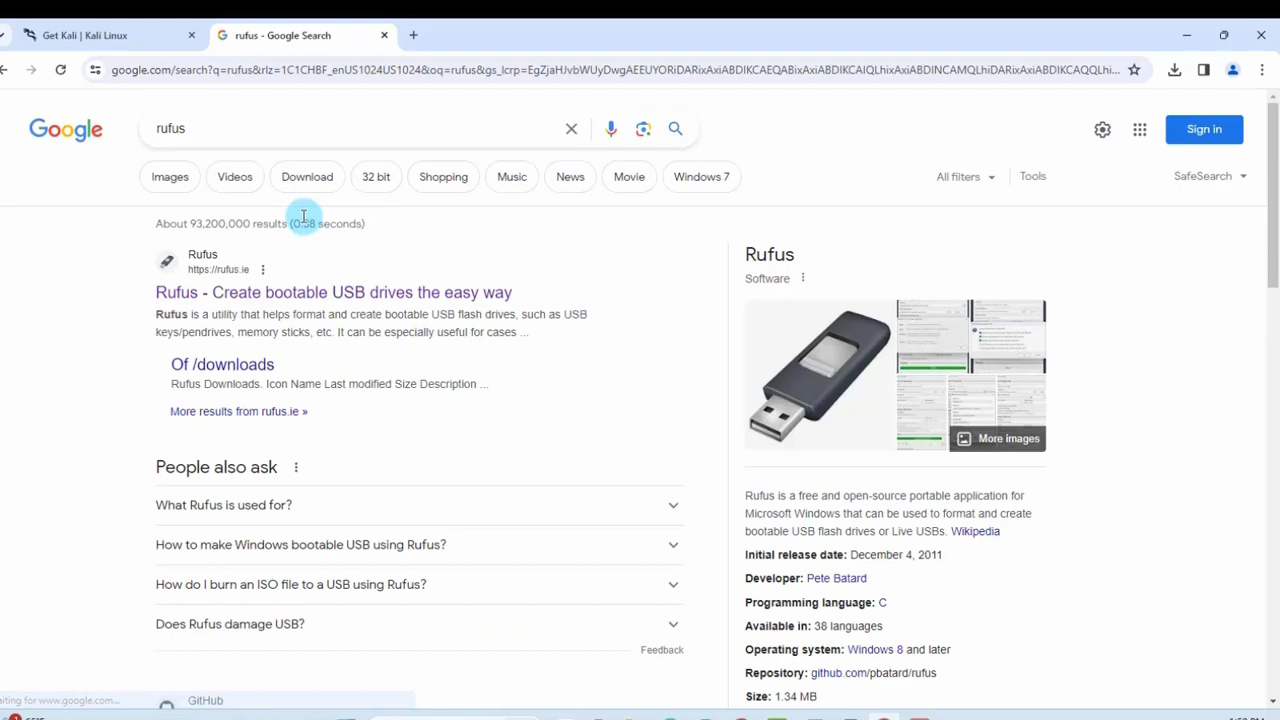 Get Kali | Kali Linux
rufus - Google Search
google.com/search?q=rufus&rlz=1C1CHBF_enUS1024US1024&oq=rufus&gs_lcrp=
Google
rufus
Sign in
Images
Videos
Download
32 bit
Shopping
Music
News
Movie
Windows 7
All filters
Tools
SafeSearch
About 93,200,000 results (0.38 seconds)
Rufus
https://rufus.ie
Rufus - Create bootable USB drives the easy way
Rufus is a utility that helps format and create bootable USB flash drives, such as USB
keys/pendrives, memory sticks, etc. It can be especially useful for cases ...
Of /downloads
Rufus Downloads. Icon Name Last modified Size Description ...
More results from rufus.ie »
People also ask
What Rufus is used for?
How to make Windows bootable USB using Rufus?
How do I burn an ISO file to a USB using Rufus?
Does Rufus damage USB?
Feedback
GitHub
aiting for www.google.com...
Rufus
Software
More images
Rufus is a free and open-source portable application for
Microsoft Windows that can be used to format and create
bootable USB flash drives or Live USBs. Wikipedia
Initial release date: December 4, 2011
Developer: Pete Batard
Programming language: C
Available in: 38 languages
Operating system: Windows 8 and later
Repository: github.com/pbatard/rufus
Size: 1.34 MB